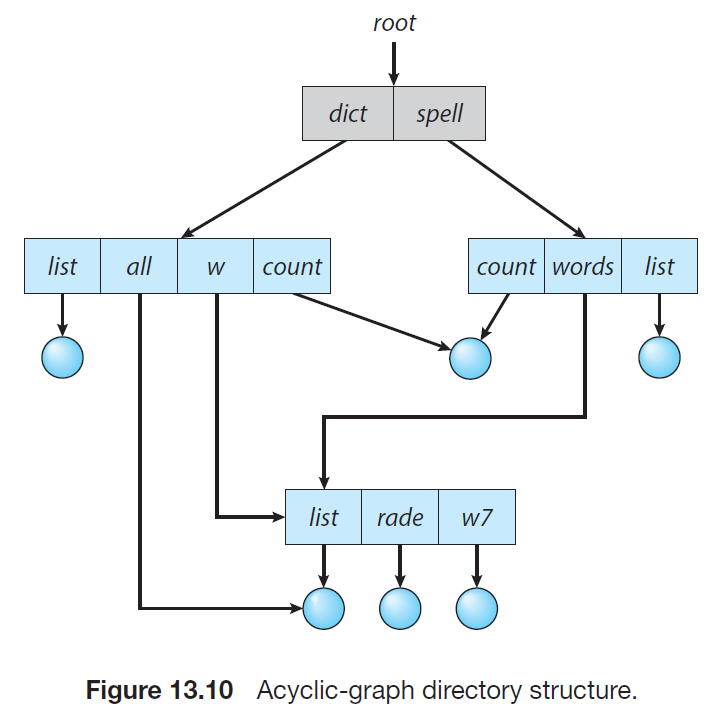 root
dict spell
list all w count count words list
list rade w7
Figure 13.10 Acyclic-graph directory structure.